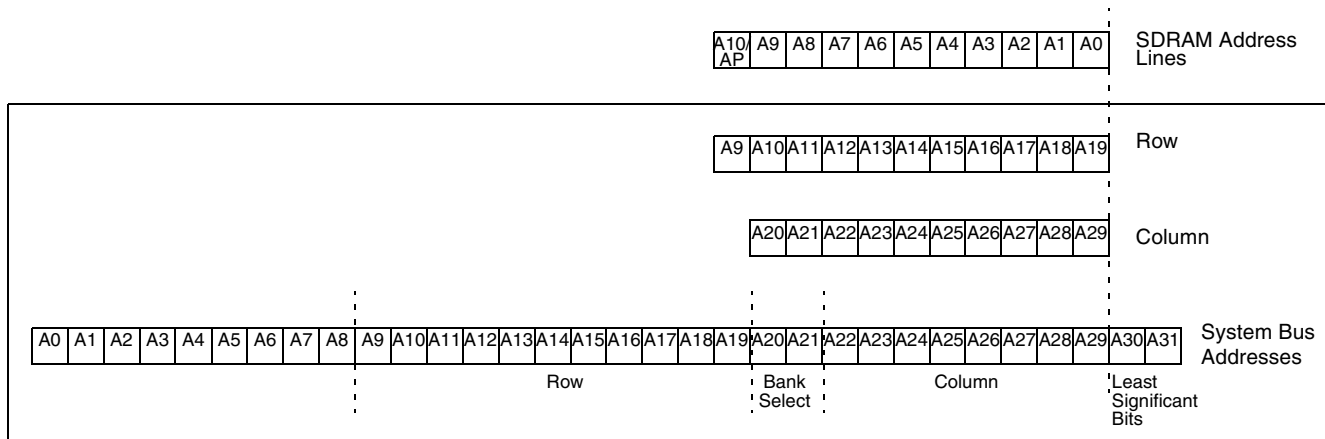 A10/ AP A9 A8 A7 A6 A5 A4 A3 A2 A1 A0 SDRAM Address Lines
A9 A10 A11 A12 A13 A14 A15 A16 A17 A18 A19 Row
A20 A21 A22 A23 A24 A25 A26 A27 A28 A29 Column
A0 A1 A2 A3 A4 A5 A6 A7 A8 A9 A10 A11 A12 A13 A14 A15 A16 A17 A18 A19 A20 A21 A22 A23 A24 A25 A26 A27 A28 A29 A30 A31 System Bus Addresses
Row Bank Select Column Least Significant Bits